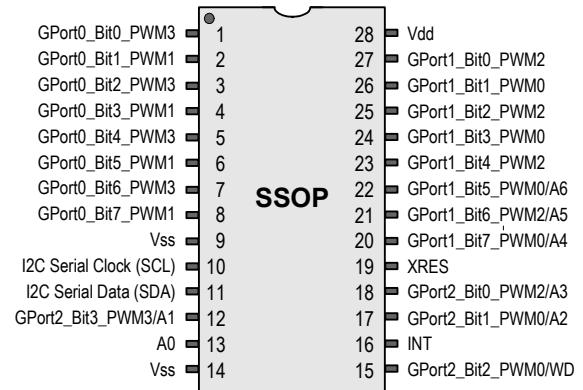 GPort0_Bit0_PWM3 1 28 Vdd
GPort0_Bit1_PWM1 2 27 GPort1_Bit0_PWM2
GPort0_Bit2_PWM3 3 26 GPort1_Bit1_PWM0
GPort0_Bit3_PWM1 4 25 GPort1_Bit2_PWM2
GPort0_Bit4_PWM3 5 24 GPort1_Bit3_PWM0
GPort0_Bit5_PWM1 6 23 GPort1_Bit4_PWM2
GPort0_Bit6_PWM3 7 22 GPort1_Bit5_PWM0/A6
SSOP
GPort0_Bit7_PWM1 8 21 GPort1_Bit6_PWM2/A5
Vss 9 20 GPort1_Bit7_PWM0/A4
I2C Serial Clock (SCL) 10 19 XRES
I2C Serial Data (SDA) 11 18 GPort2_Bit0_PWM2/A3
GPort2_Bit3_PWM3/A1 12 17 GPort2_Bit1_PWM0/A2
A0 13 16 INT
Vss 14 15 GPort2_Bit2_PWM0/WD